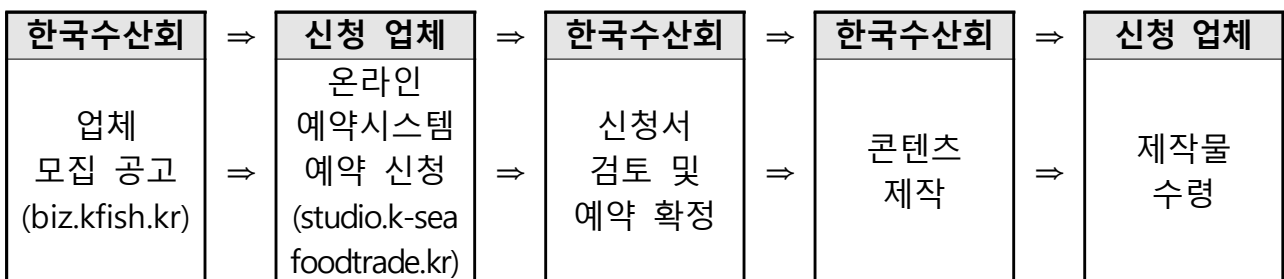 한국수산회 ⇒ 신청 업체 ⇒ 한국수산회 ⇒ 한국수산회 ⇒ 신청 업체
업체
모집 공고
(biz.kfish.kr)
⇒
온라인
예약시스템
예약 신청
(studio.k-sea
foodtrade.kr)
⇒
신청서
검토 및
예약 확정
⇒
콘텐츠
제작
⇒
제작물
수령